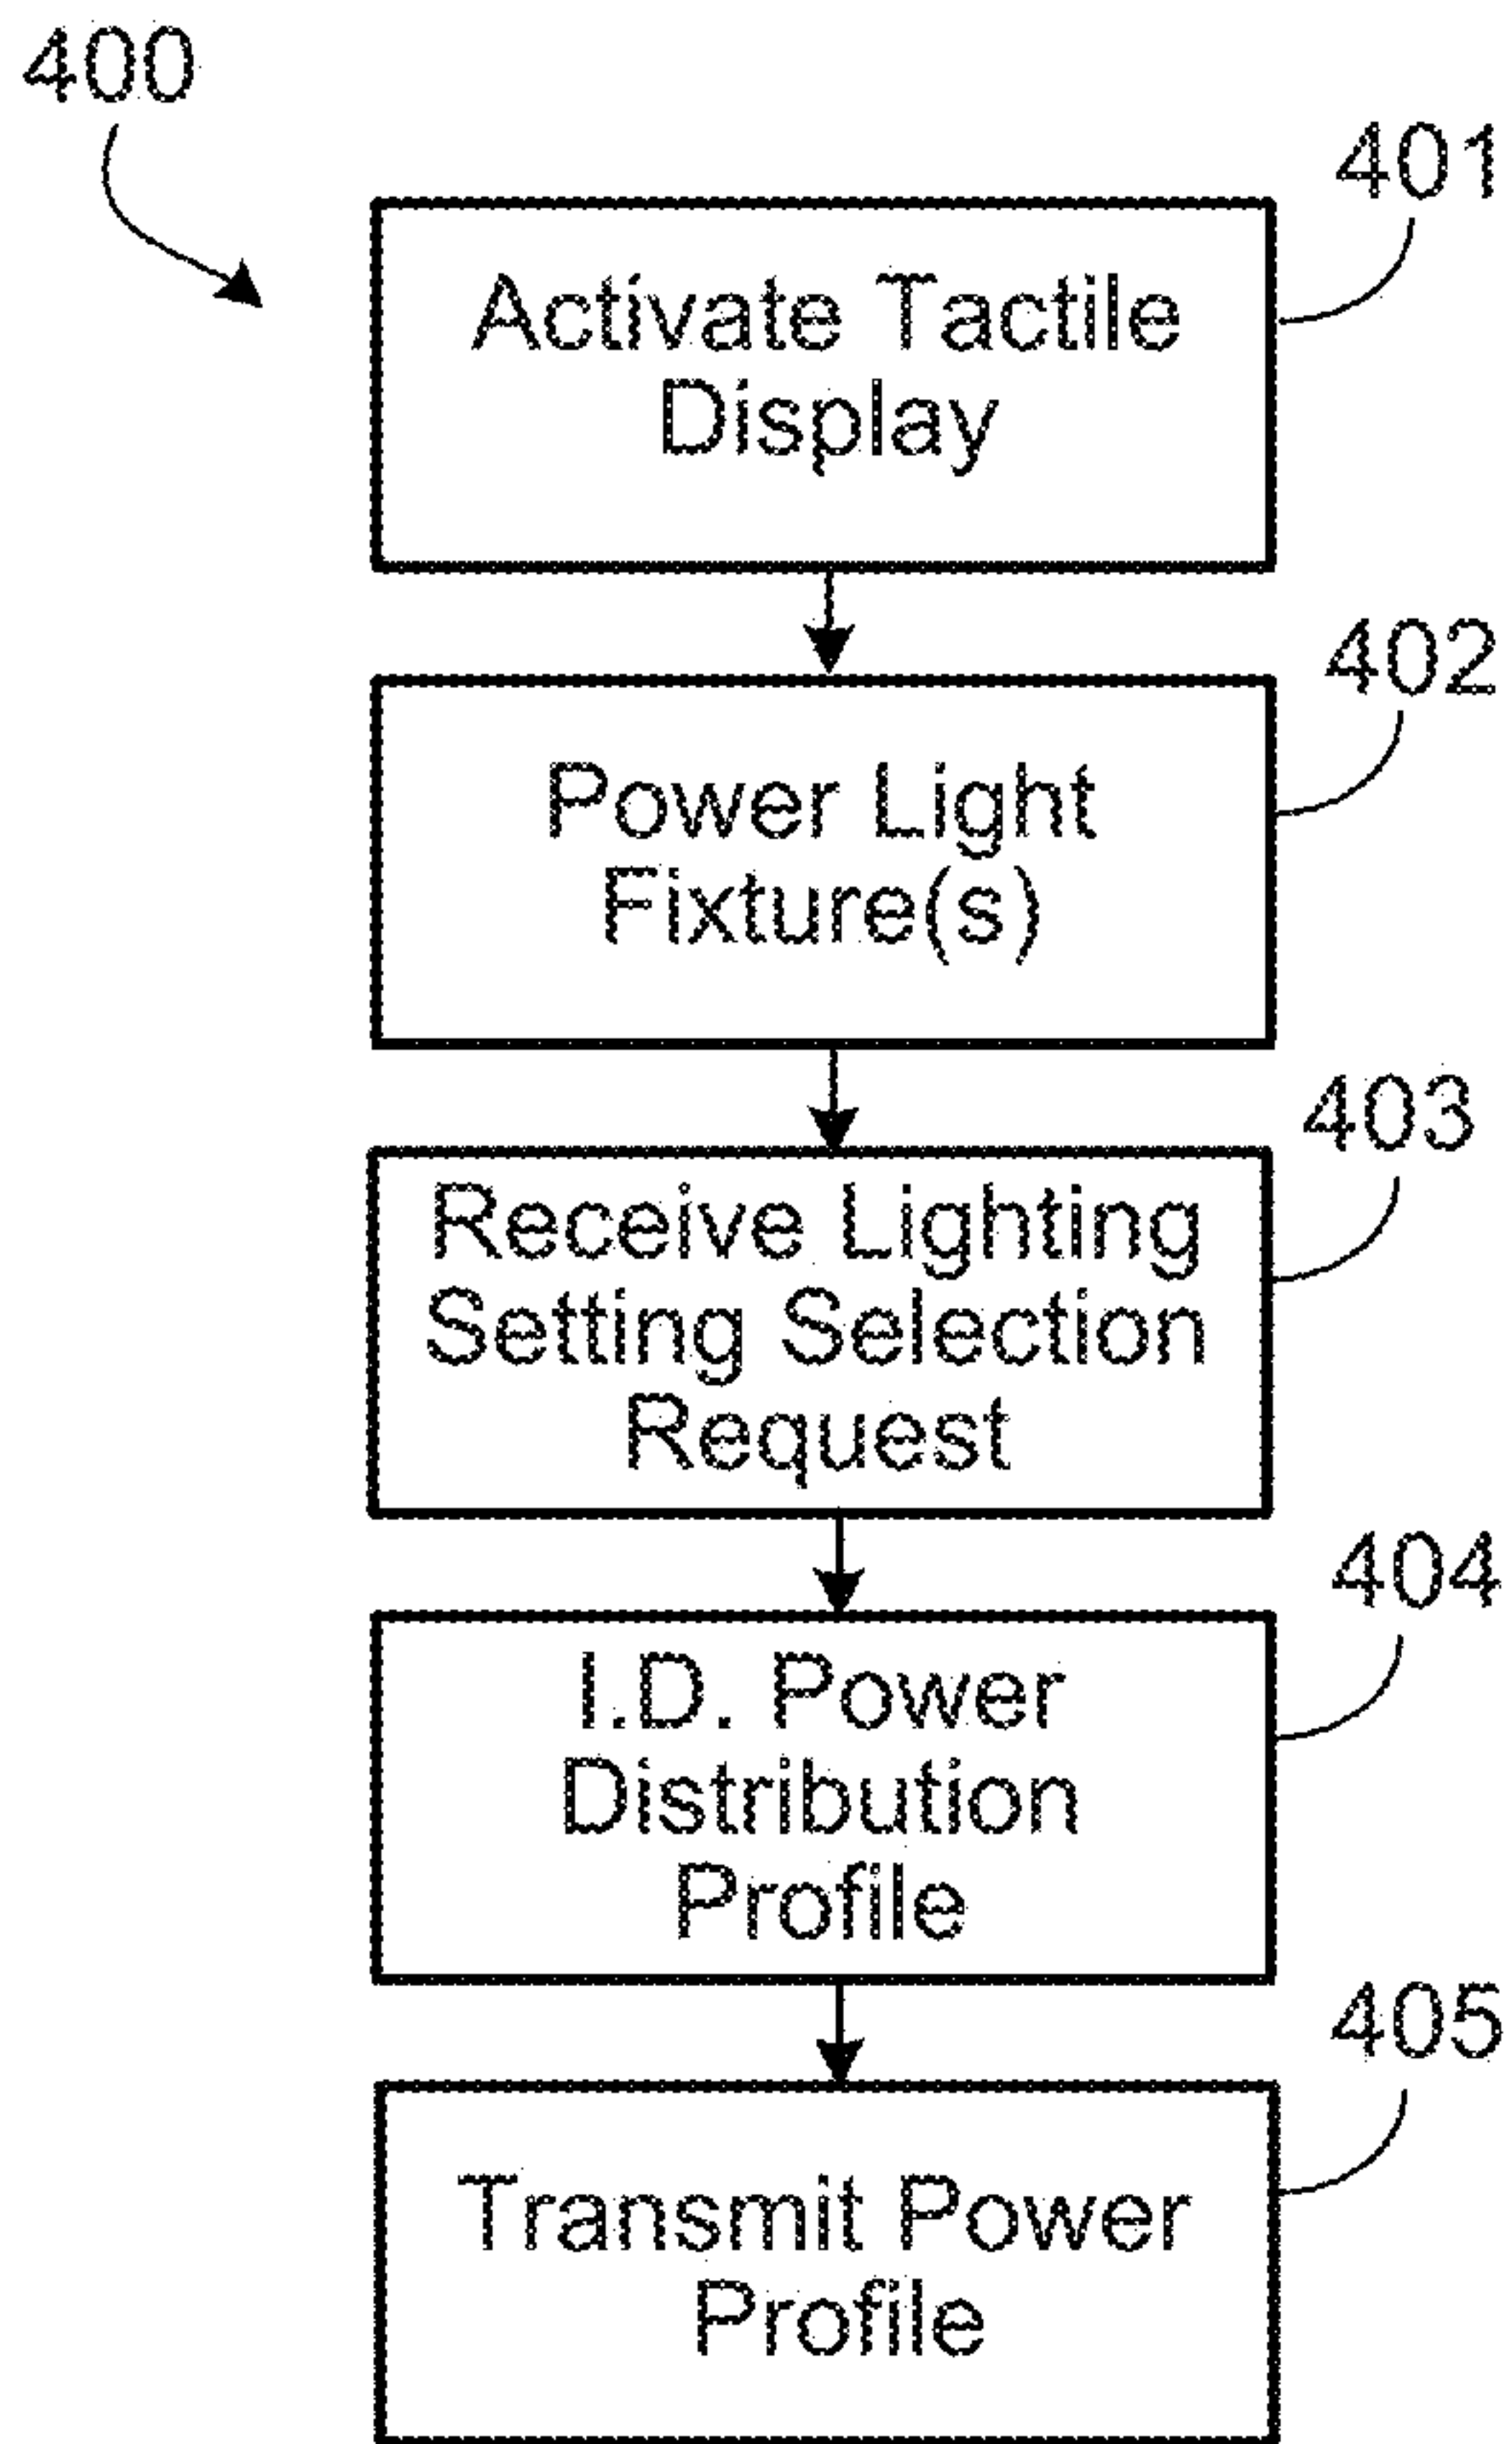 400
401
Activate Tactile
Display
402
Power Light
Fixture(s)
403
Receive Lighting
Setting Selection
Request
404
I.D. Power
Distribution
Profile
405
Transmit Power
Profile